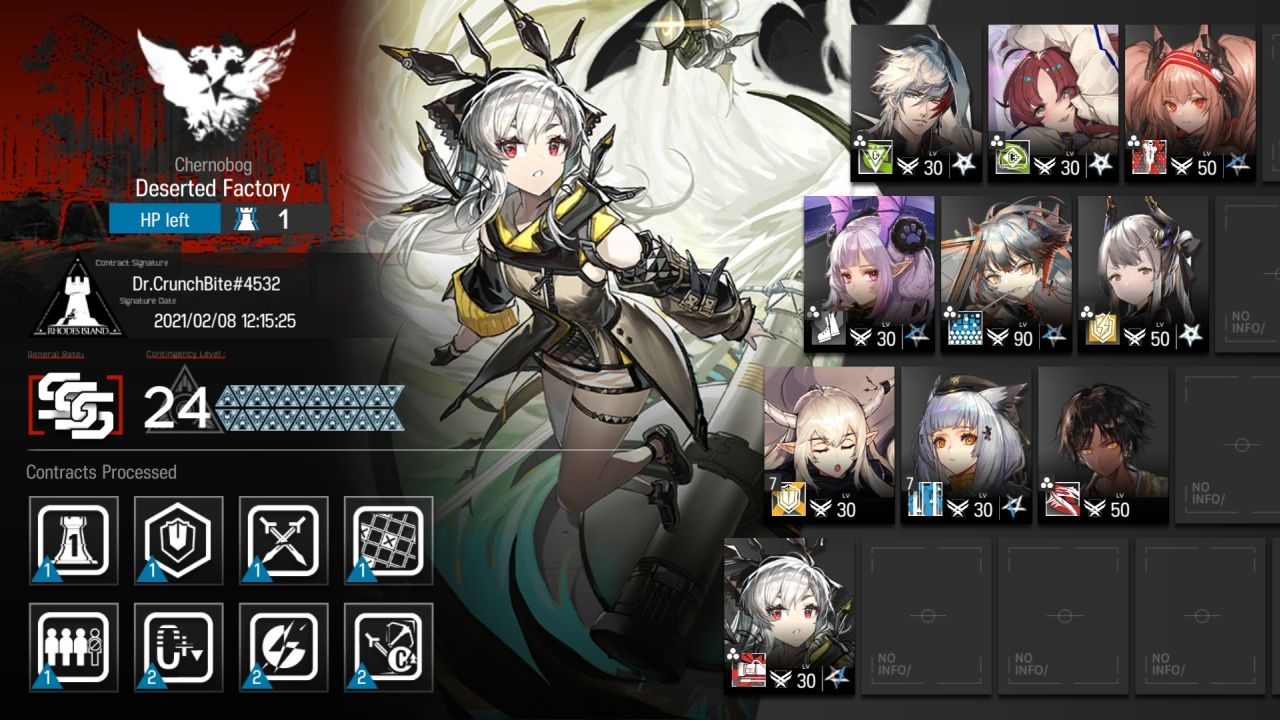 Chernobog
Deserted Factory
HP left 1
Contract Signature
Dr.CrunchBite#4532
Signature Date
2021/02/08 12:15:25
RHODES ISLAND
General Rate:
Contingency Level:
SSS
24
Contracts Processed
1
1
1
1
1
1
2
2
2
LV
30
LV
30
LV
50
LV
30
LV
90
LV
50
NO
INFO/
7
LV
30
7
LV
30
LV
50
NO
INFO/
LV
30
NO
INFO/
NO
INFO/
NO
INFO/